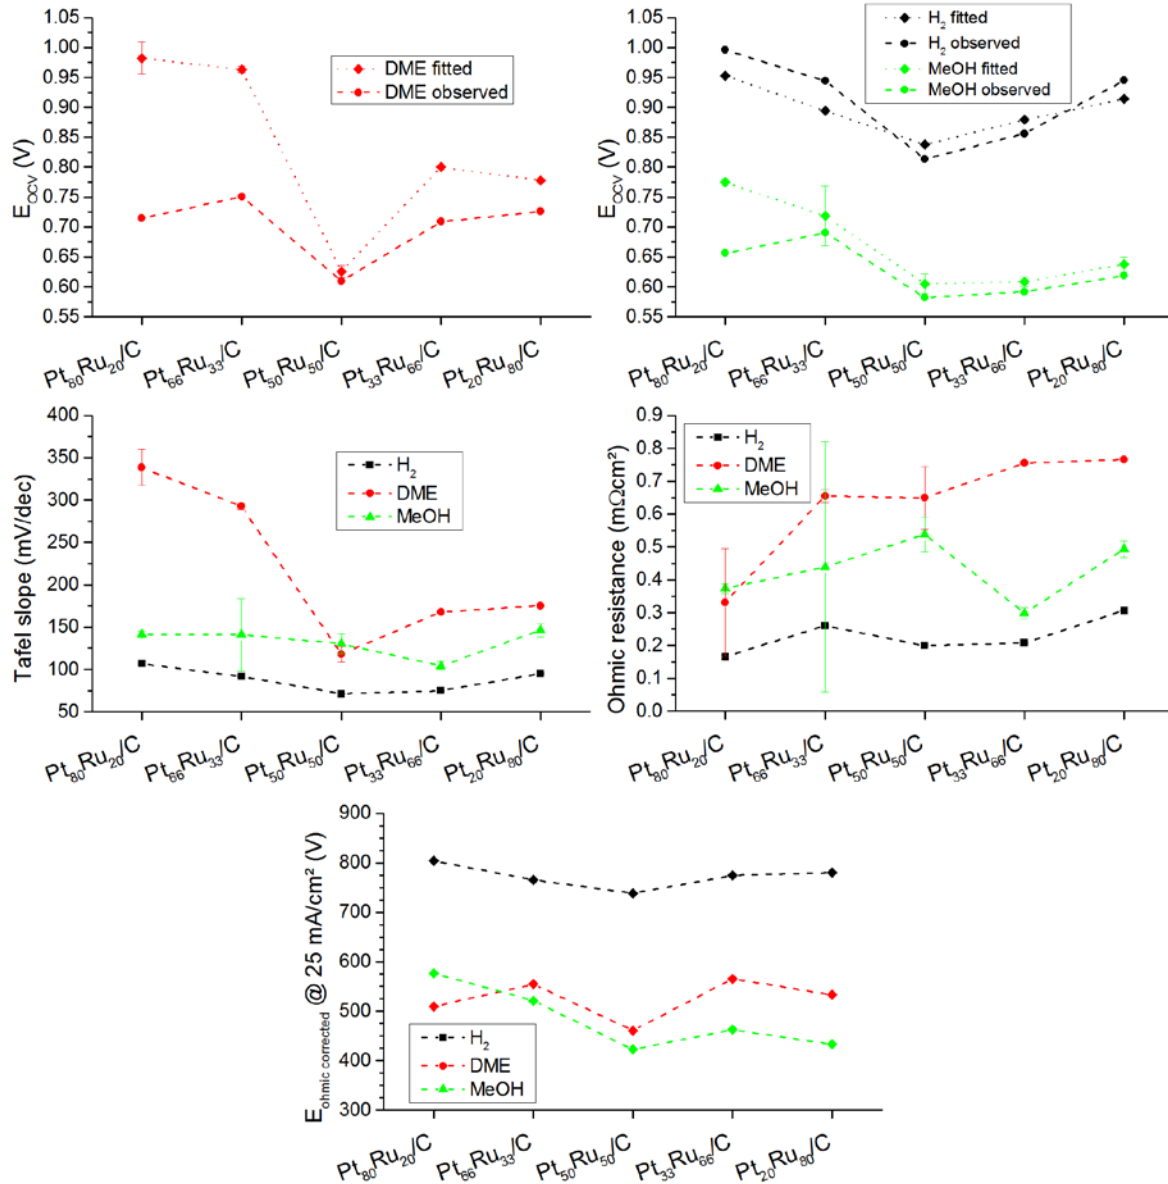 1.05
1.00
0.95
0.90
0.85
0.80
0.75
0.70
0.65
0.60
0.55
E_OCV (V)
DME fitted
DME observed
Pt₈₀Ru₂₀/C
Pt₆₆Ru₃₃/C
Pt₅₀Ru₅₀/C
Pt₃₃Ru₆₆/C
Pt₂₀Ru₈₀/C
1.05
1.00
0.95
0.90
0.85
0.80
0.75
0.70
0.65
0.60
0.55
E_OCV (V)
H₂ fitted
H₂ observed
MeOH fitted
MeOH observed
Pt₈₀Ru₂₀/C
Pt₆₆Ru₃₃/C
Pt₅₀Ru₅₀/C
Pt₃₃Ru₆₆/C
Pt₂₀Ru₈₀/C
400
350
300
250
200
150
100
50
Tafel slope (mV/dec)
H₂
DME
MeOH
Pt₈₀Ru₂₀/C
Pt₆₆Ru₃₃/C
Pt₅₀Ru₅₀/C
Pt₃₃Ru₆₆/C
Pt₂₀Ru₈₀/C
0.9
0.8
0.7
0.6
0.5
0.4
0.3
0.2
0.1
0.0
Ohmic resistance (mΩcm²)
H₂
DME
MeOH
Pt₈₀Ru₂₀/C
Pt₆₆Ru₃₃/C
Pt₅₀Ru₅₀/C
Pt₃₃Ru₆₆/C
Pt₂₀Ru₈₀/C
900
800
700
600
500
400
300
E_ohmic corrected @ 25 mA/cm² (V)
H₂
DME
MeOH
Pt₈₀Ru₂₀/C
Pt₆₆Ru₃₃/C
Pt₅₀Ru₅₀/C
Pt₃₃Ru₆₆/C
Pt₂₀Ru₈₀/C